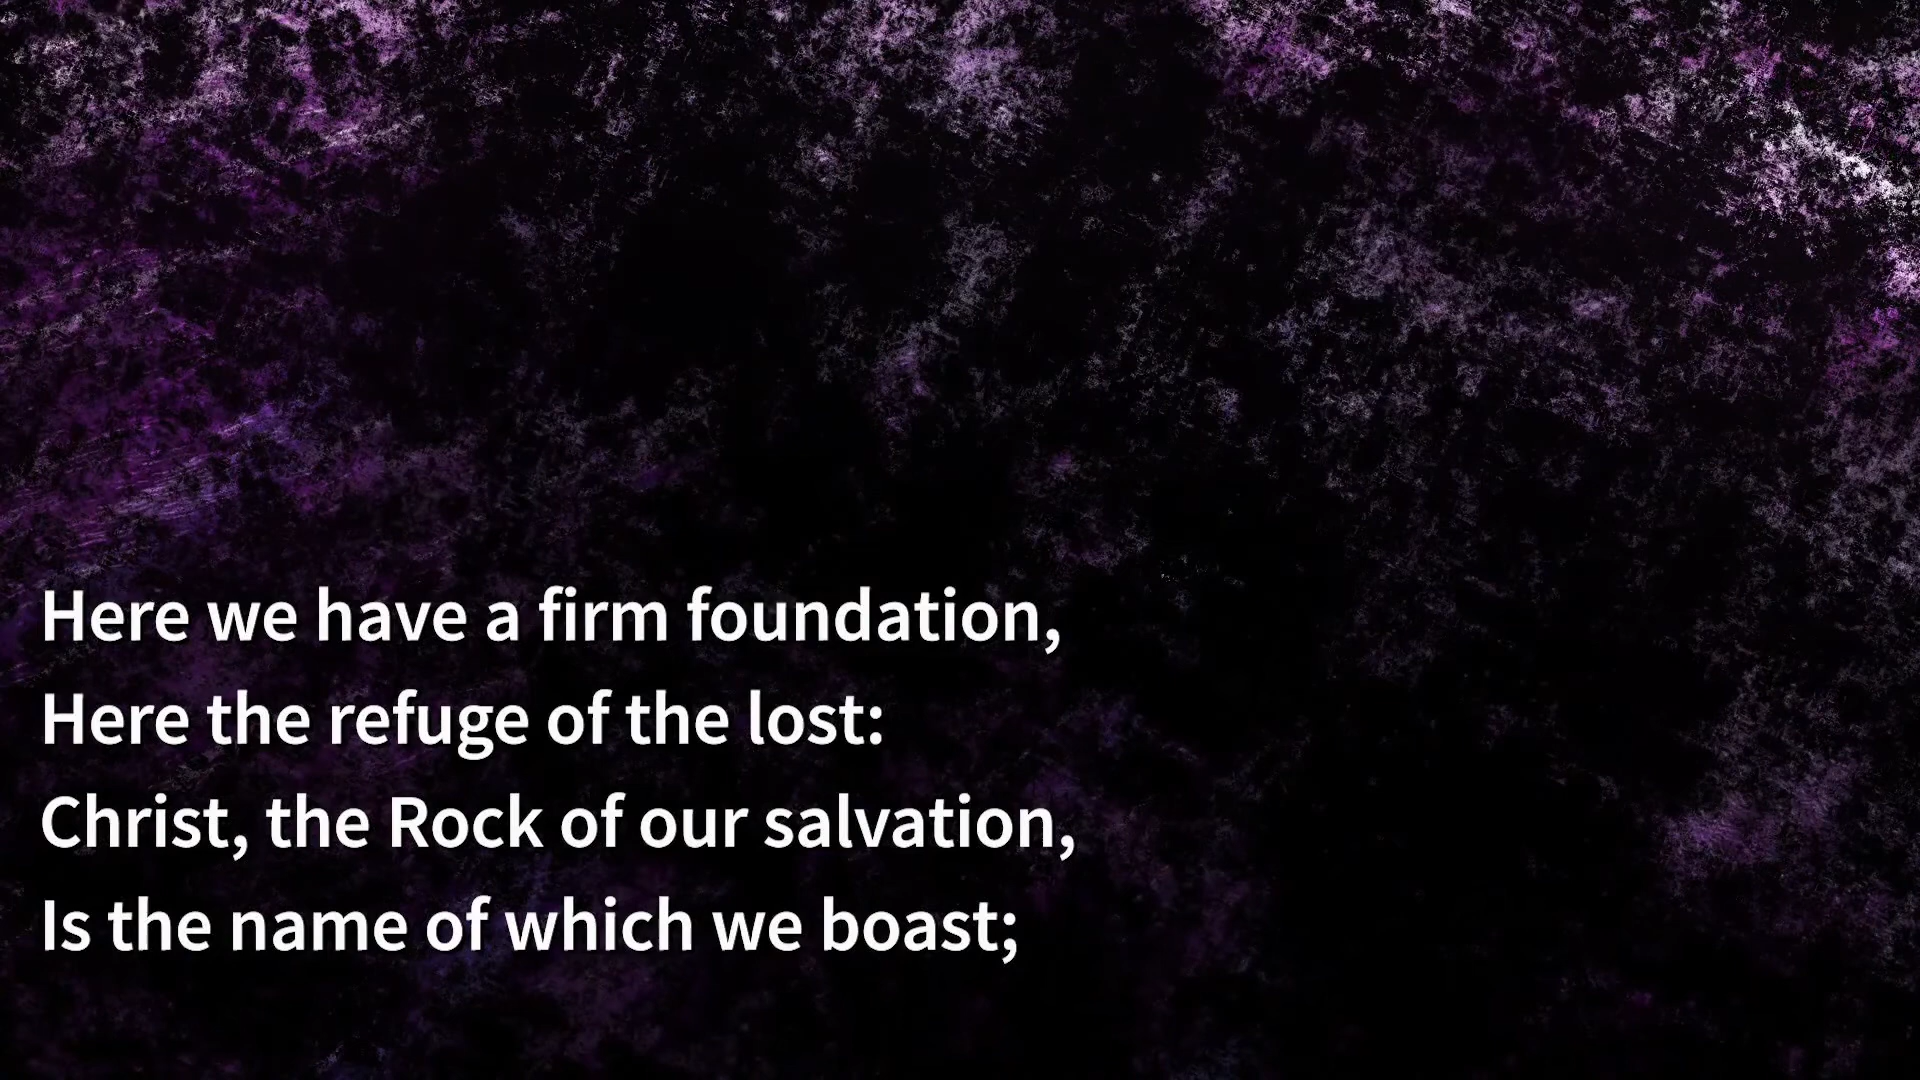 Here we have a firm foundation,
Here the refuge of the lost:
Christ, the Rock of our salvation,
Is the name of which we boast;